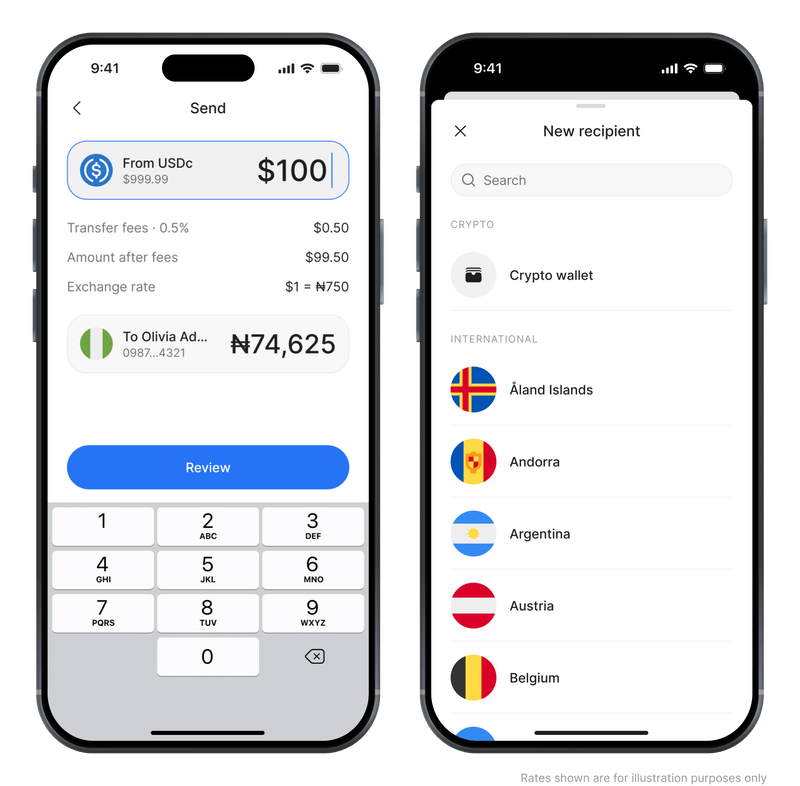 9:41
Send
From USDc
$999.99
$100
Transfer fees · 0.5%
$0.50
Amount after fees
$99.50
Exchange rate
$1 = ₦750
To Olivia Ad...
0987...4321
₦74,625
Review
1
2
ABC
3
DEF
4
GHI
5
JKL
6
MNO
7
PQRS
8
TUV
9
WXYZ
0
9:41
New recipient
Search
CRYPTO
Crypto wallet
INTERNATIONAL
Åland Islands
Andorra
Argentina
Austria
Belgium
Rates shown are for illustration purposes only